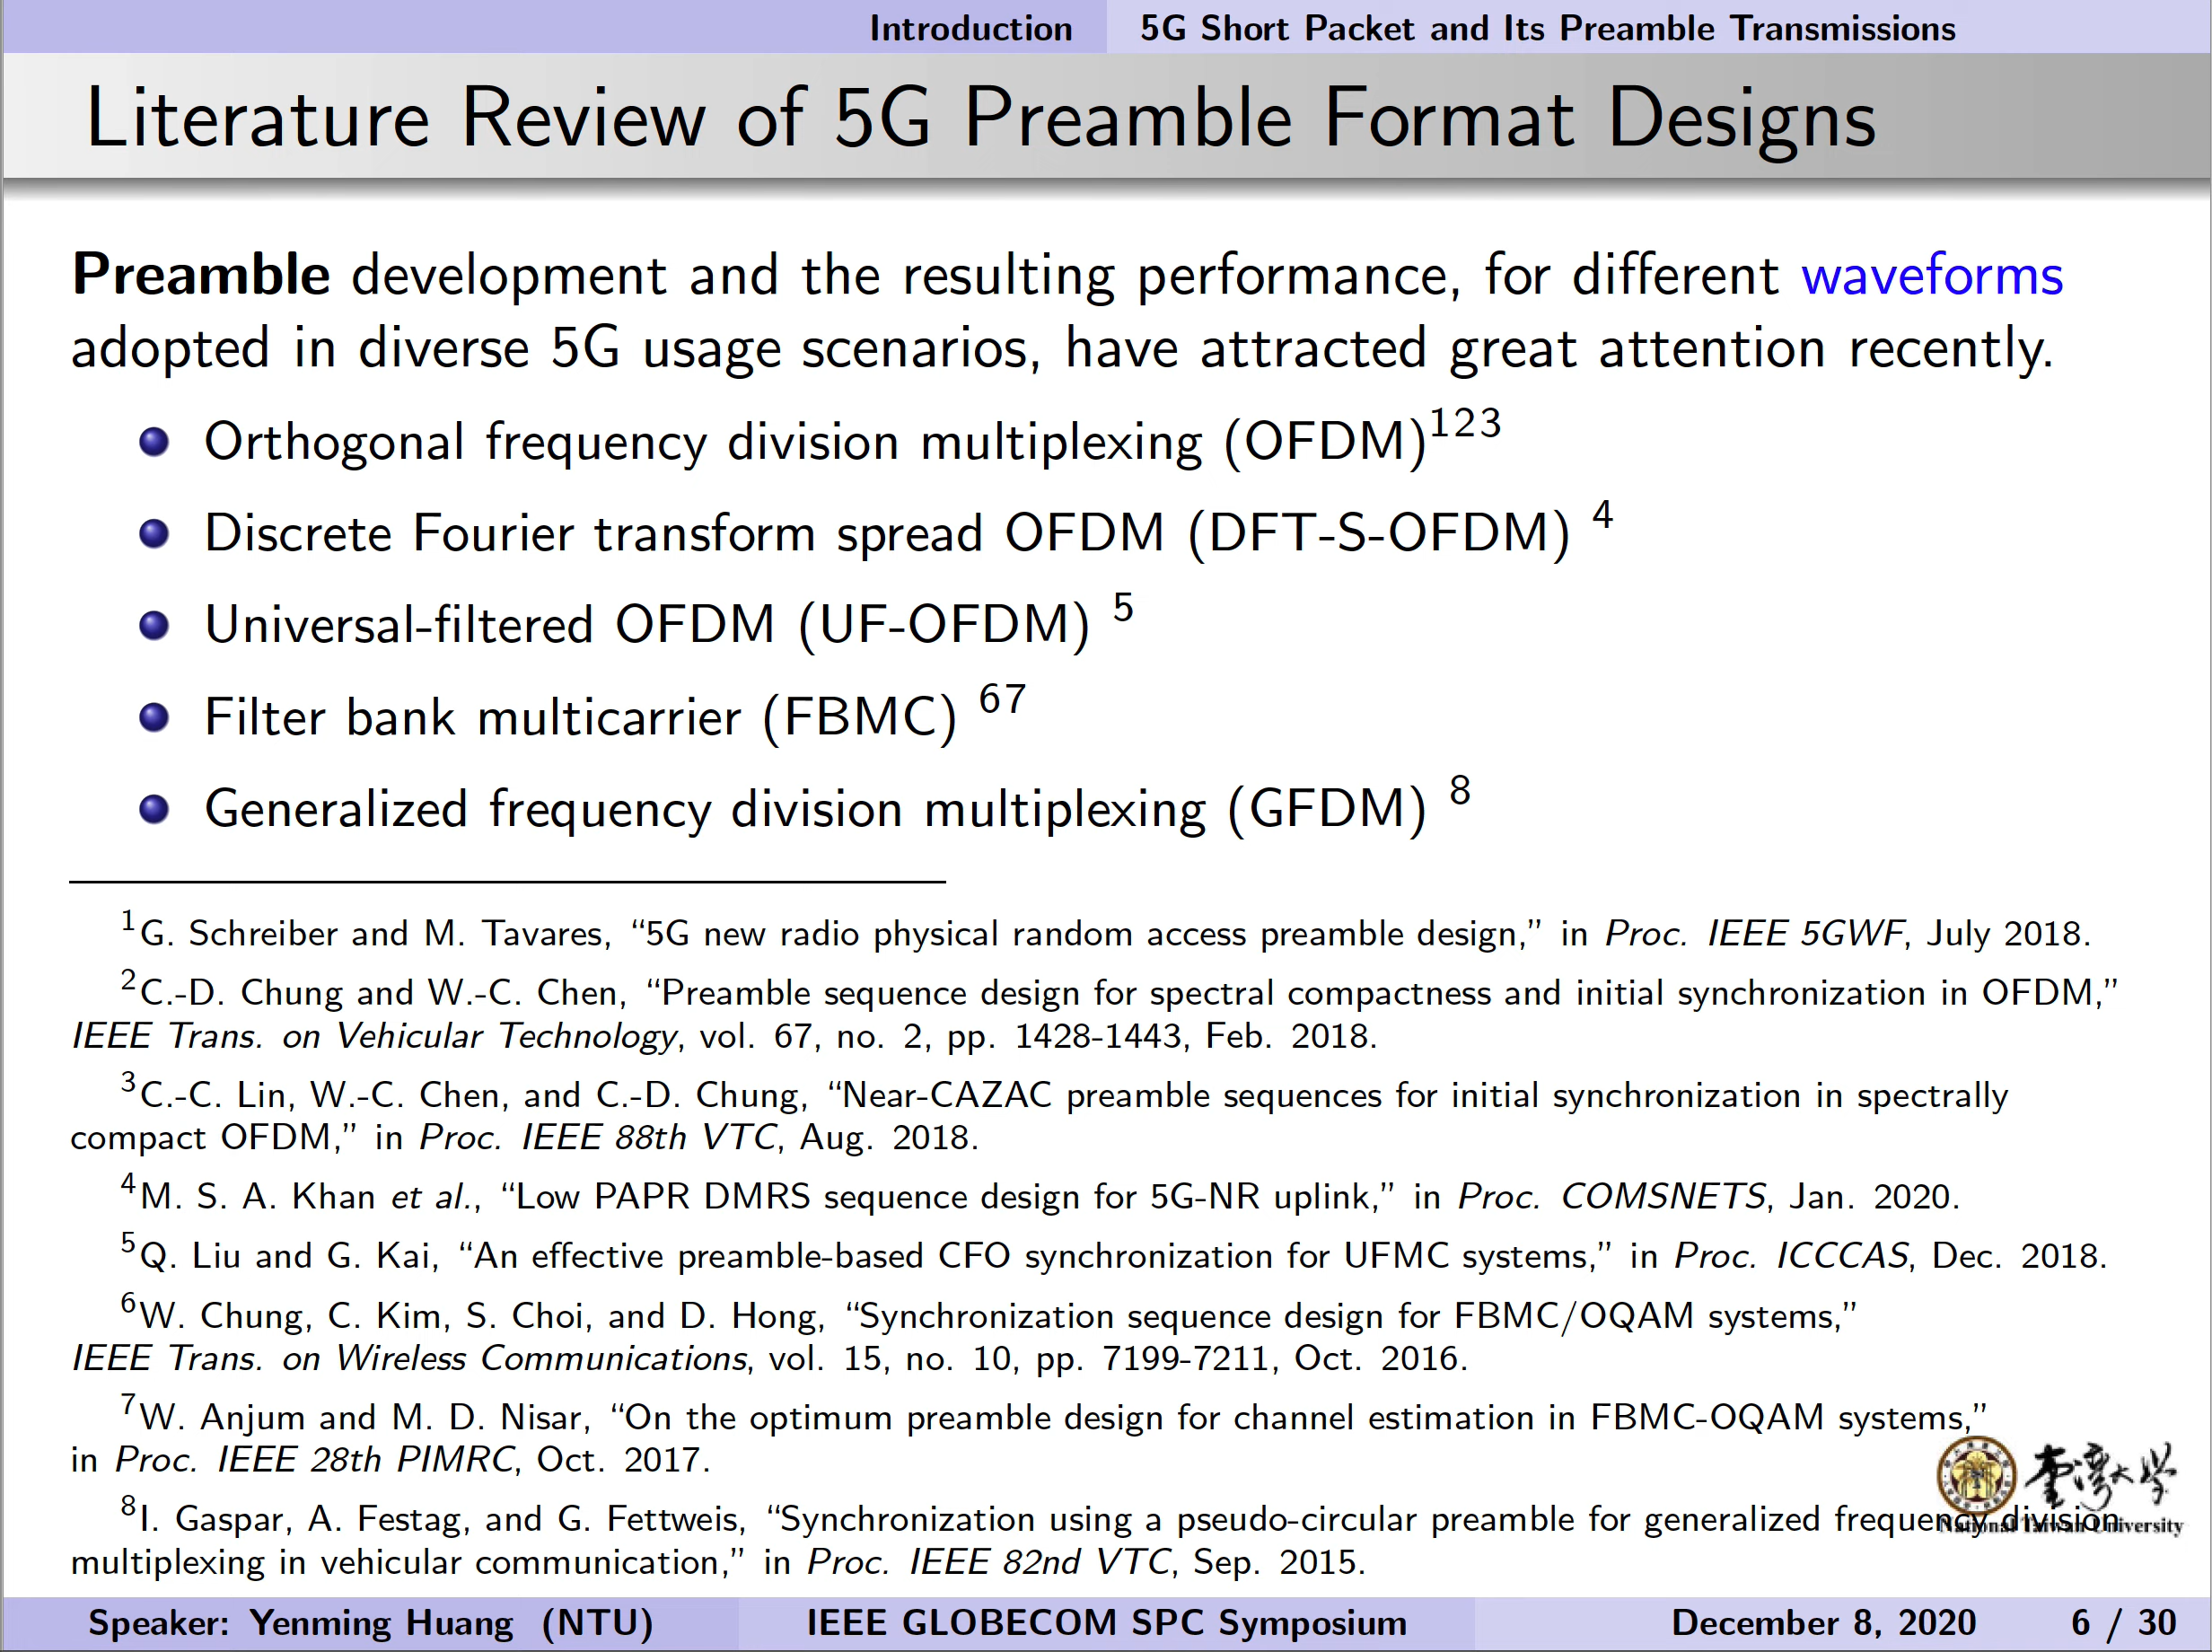 Introduction 5G Short Packet and Its Preamble Transmissions
Literature Review of 5G Preamble Format Designs
Preamble development and the resulting performance, for different waveforms
adopted in diverse 5G usage scenarios, have attracted great attention recently.
Orthogonal frequency division multiplexing (OFDM)¹²³
Discrete Fourier transform spread OFDM (DFT-S-OFDM) ⁴
Universal-filtered OFDM (UF-OFDM) ⁵
Filter bank multicarrier (FBMC) ⁶⁷
Generalized frequency division multiplexing (GFDM) ⁸
¹G. Schreiber and M. Tavares, “5G new radio physical random access preamble design,” in Proc. IEEE 5GWF, July 2018.
²C.-D. Chung and W.-C. Chen, “Preamble sequence design for spectral compactness and initial synchronization in OFDM,”
IEEE Trans. on Vehicular Technology, vol. 67, no. 2, pp. 1428-1443, Feb. 2018.
³C.-C. Lin, W.-C. Chen, and C.-D. Chung, “Near-CAZAC preamble sequences for initial synchronization in spectrally
compact OFDM,” in Proc. IEEE 88th VTC, Aug. 2018.
⁴M. S. A. Khan et al., “Low PAPR DMRS sequence design for 5G-NR uplink,” in Proc. COMSNETS, Jan. 2020.
⁵Q. Liu and G. Kai, “An effective preamble-based CFO synchronization for UFMC systems,” in Proc. ICCCAS, Dec. 2018.
⁶W. Chung, C. Kim, S. Choi, and D. Hong, “Synchronization sequence design for FBMC/OQAM systems,”
IEEE Trans. on Wireless Communications, vol. 15, no. 10, pp. 7199-7211, Oct. 2016.
⁷W. Anjum and M. D. Nisar, “On the optimum preamble design for channel estimation in FBMC-OQAM systems,”
in Proc. IEEE 28th PIMRC, Oct. 2017.
臺灣大學
⁸I. Gaspar, A. Festag, and G. Fettweis, “Synchronization using a pseudo-circular preamble for generalized frequency division
National Taiwan University
multiplexing in vehicular communication,” in Proc. IEEE 82nd VTC, Sep. 2015.
Speaker: Yenming Huang (NTU) IEEE GLOBECOM SPC Symposium December 8, 2020 6 / 30